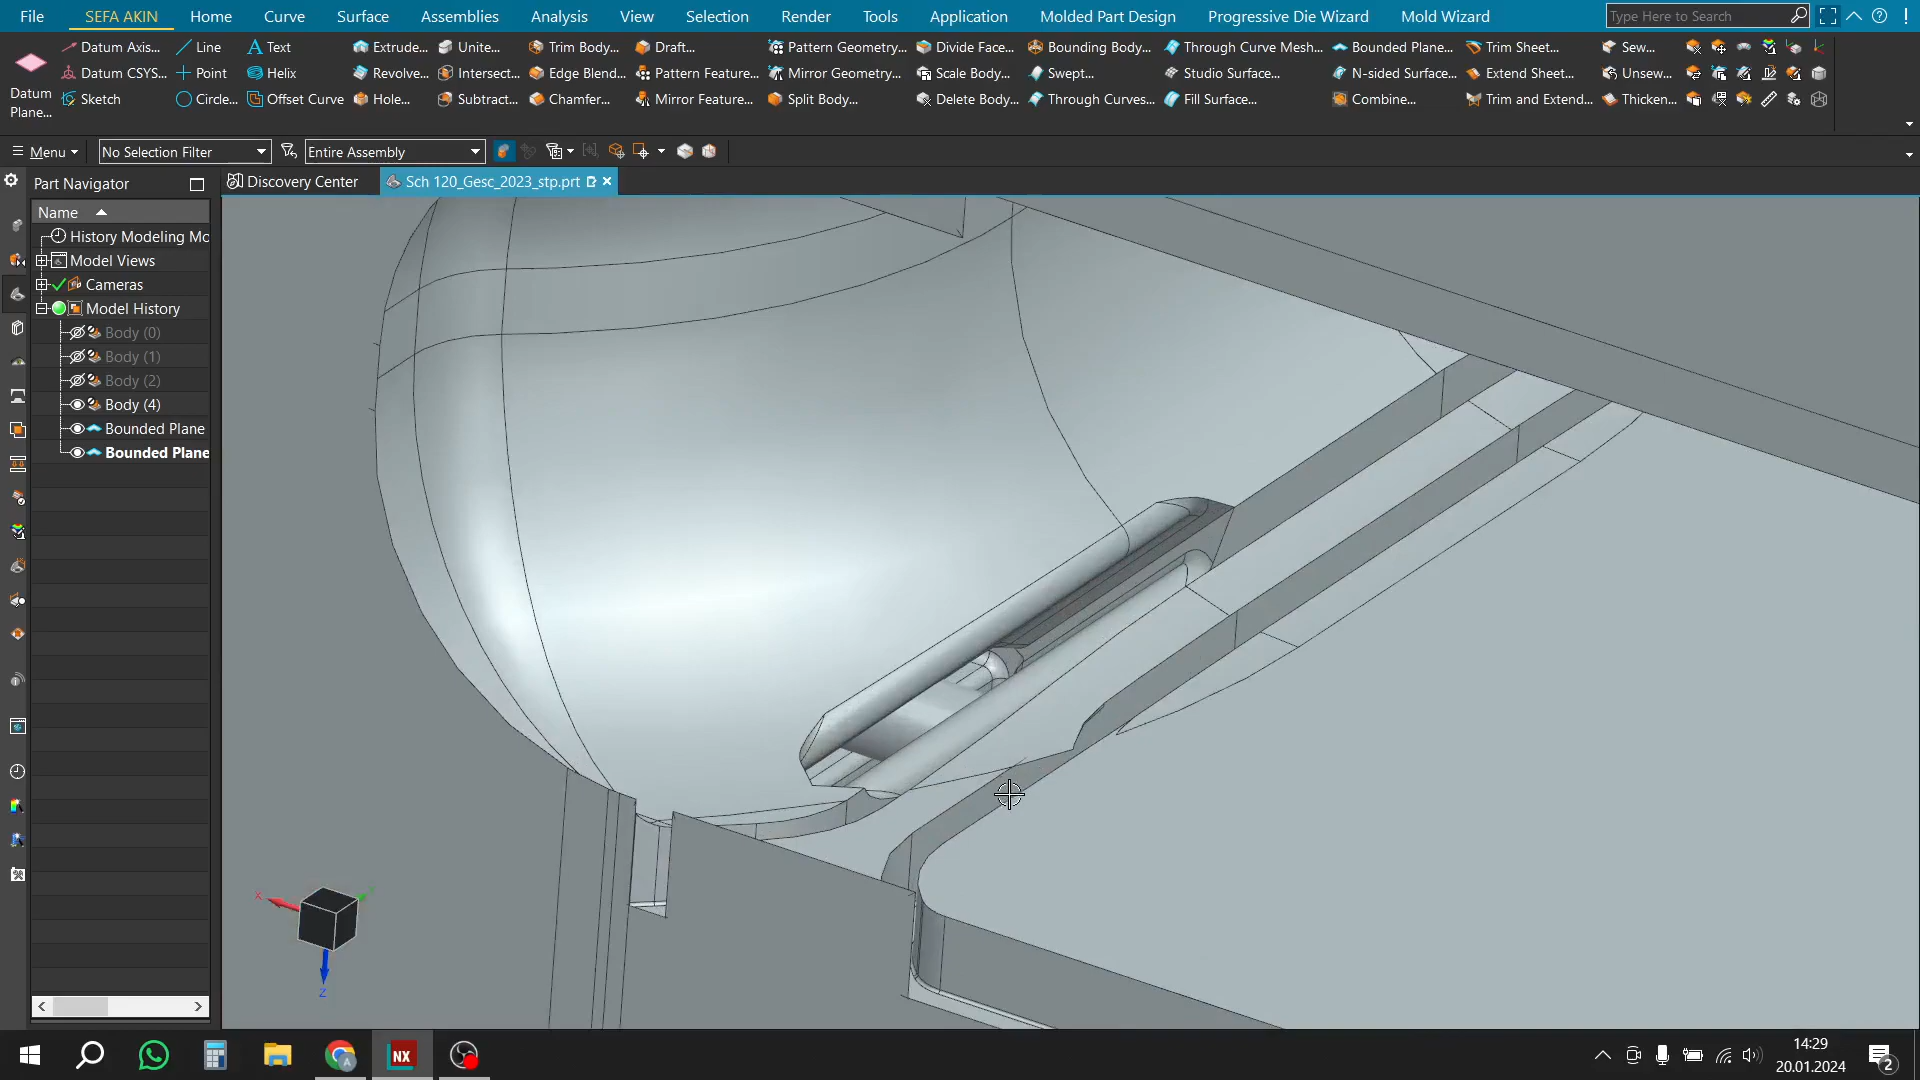 File SEFA AKIN Home Curve Surface Assemblies Analysis View Selection Render Tools Application Molded Part Design Progressive Die Wizard Mold Wizard Type Here to Search
Datum Axis... Line Text Extrude... Unite... Trim Body... Draft... Pattern Geometry... Divide Face... Bounding Body... Through Curve Mesh... Bounded Plane... Trim Sheet... Sew...
Datum CSYS... Point Helix Revolve... Intersect... Edge Blend... Pattern Feature... Mirror Geometry... Scale Body... Swept... Studio Surface... N-sided Surface... Extend Sheet... Unsew...
Datum Plane... Sketch Circle... Offset Curve Hole... Subtract... Chamfer... Mirror Feature... Split Body... Delete Body... Through Curves... Fill Surface... Combine... Trim and Extend... Thicken...
Menu No Selection Filter Entire Assembly
Part Navigator Discovery Center Sch 120_Gesc_2023_stp.prt
Name
History Modeling Mo
Model Views
Cameras
Model History
Body (0)
Body (1)
Body (2)
Body (4)
Bounded Plane
Bounded Plane
X
Z
NX
14:29
20.01.2024
2